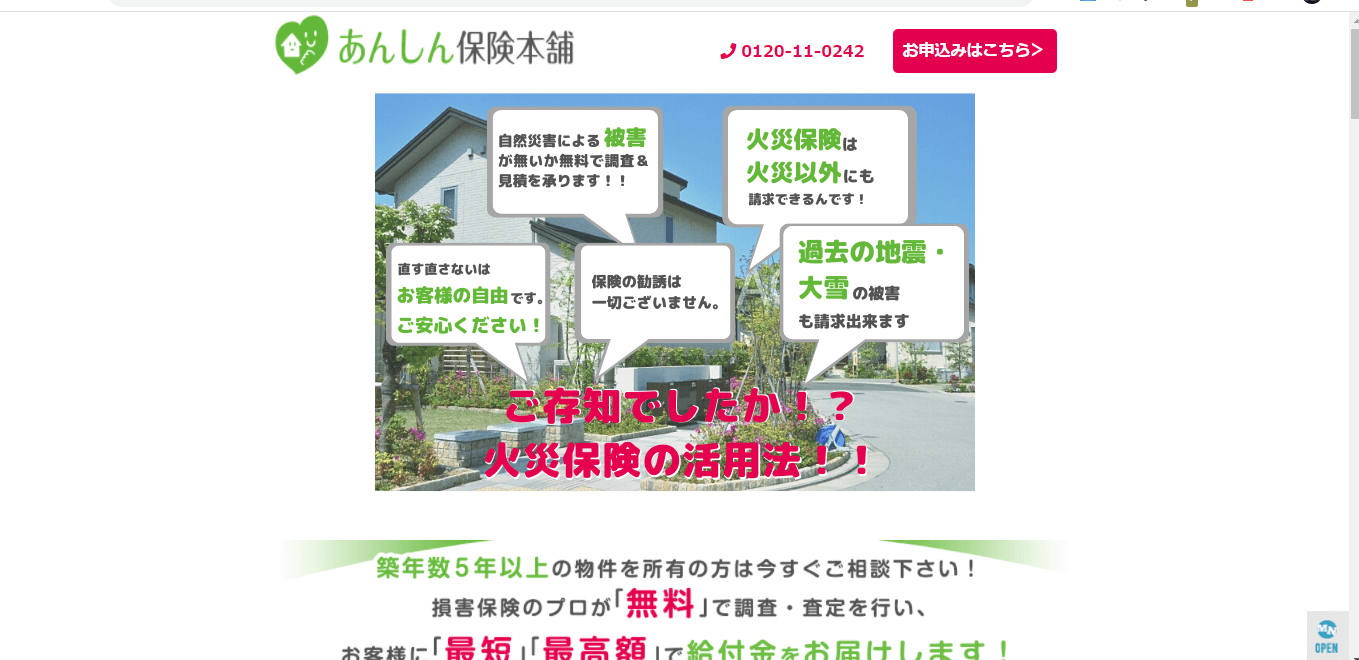 あんしん保険本舗
0120-11-0242
お申込みはこちら>
自然災害による被害
が無いか無料で調査＆
見積を承ります！！
火災保険は
火災以外にも
請求できるんです！
直す直さないは
お客様の自由です。
ご安心ください！
保険の勧誘は
一切ございません。
過去の地震・
大雪の被害
も請求出来ます
ご存知でしたか！？
火災保険の活用法！！
築年数５年以上の物件を所有の方は今すぐご相談下さい！
損害保険のプロが「無料」で調査・査定を行い、
お客様に「最短」「最高額」で給付金をお届けします！
MN
OPEN